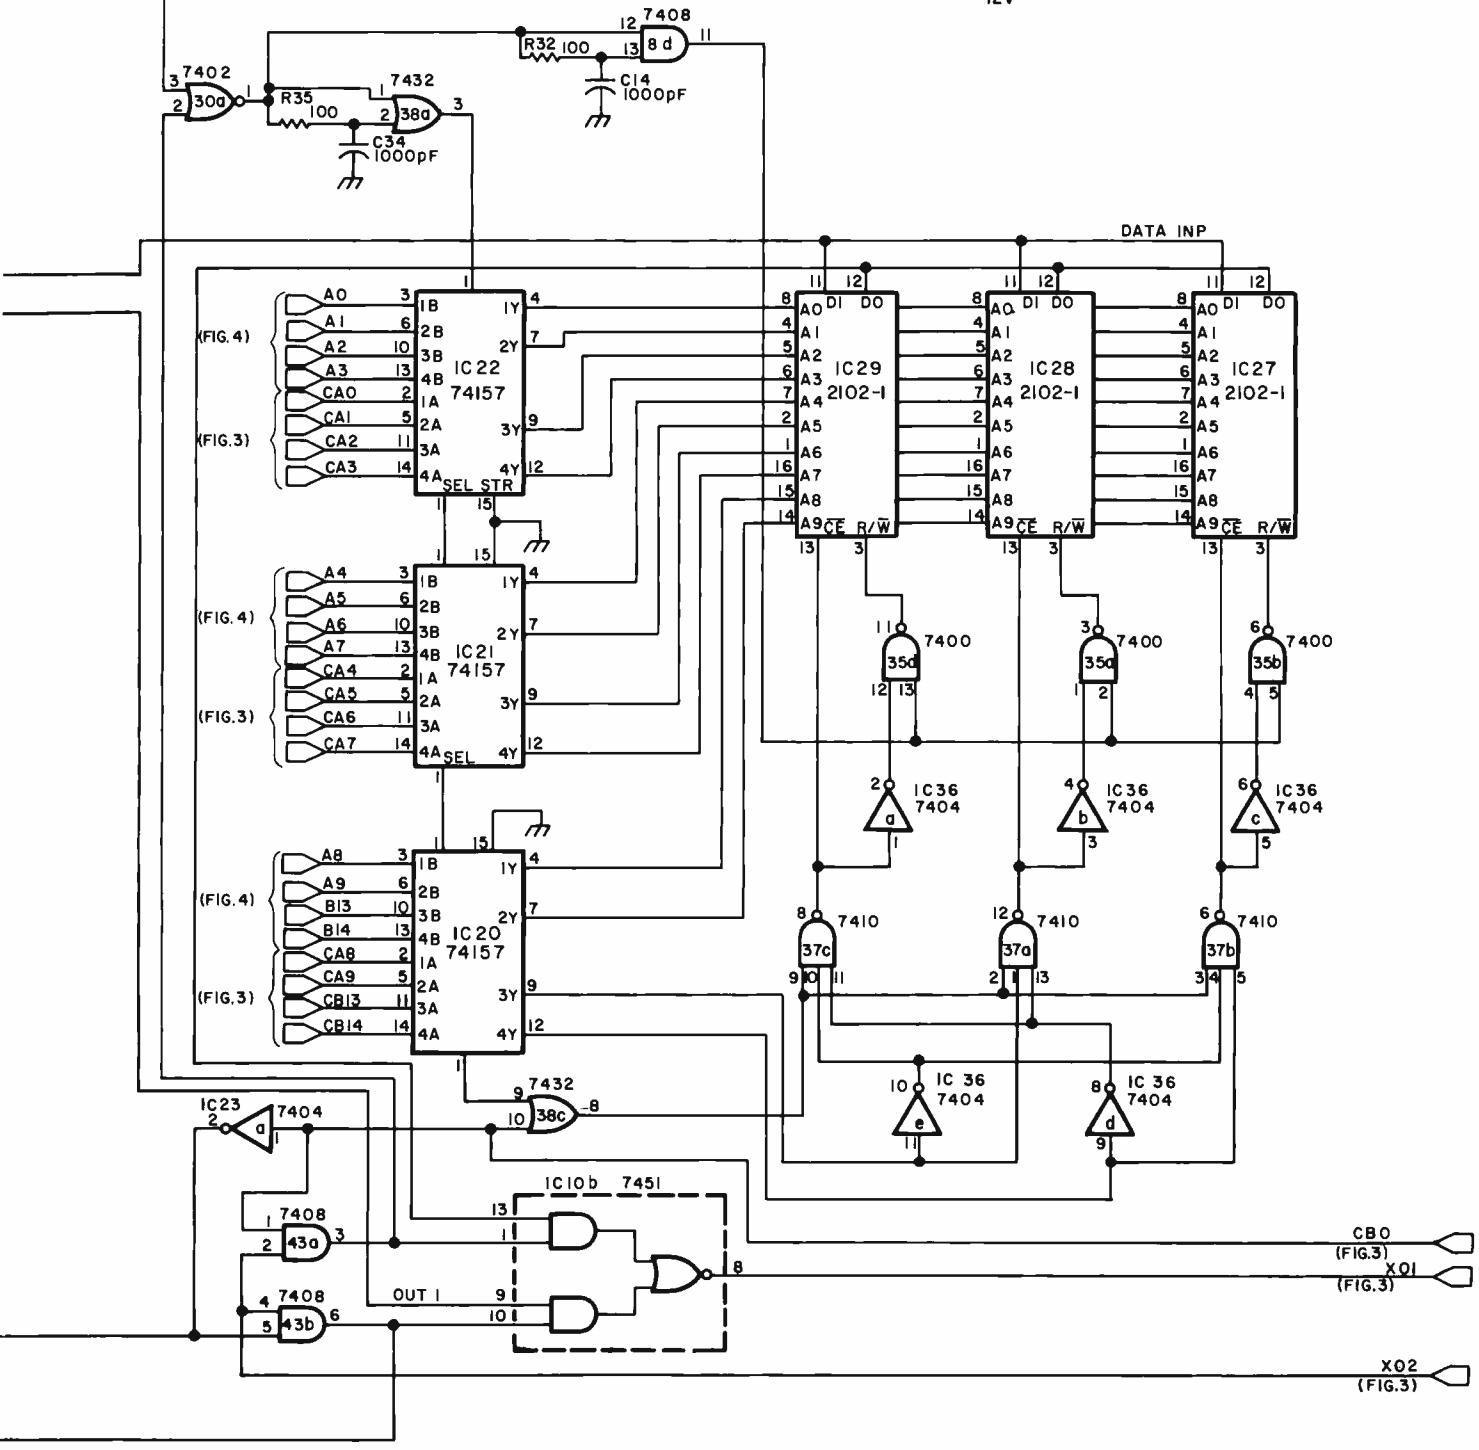 12V
7408
12
8d
11
R32 100
13
C14
1000pF
7402
3
30a
1
2
7432
R35
100
1
38a
3
2
C34
1000pF
DATA INP
1
11 12
DI DO
11 12
DI DO
11 12
DI DO
(FIG. 4)
A0 3 1B 1Y 4
A1 6 2B 2Y 7
A2 10 3B
A3 13 4B
IC22
74157
(FIG.3)
CA0 2 1A
CA1 5 2A 3Y 9
CA2 11 3A
CA3 14 4A 4Y 12
SEL STR
1 15
8 A0 8 A0 8 A0
4 A1 4 A1 4 A1
5 A2 5 A2 5 A2
6 A3 6 A3 6 A3
7 A4 7 A4 7 A4
2 A5 2 A5 2 A5
1 A6 1 A6 1 A6
16 A7 16 A7 16 A7
15 A8 15 A8 15 A8
14 A9 14 A9 14 A9
IC29
2102-1
IC28
2102-1
IC27
2102-1
CE R/W
CE R/W
CE R/W
13 3
13 3
13 3
1 15
(FIG. 4)
A4 3 1B 1Y 4
A5 6 2B
A6 10 3B 2Y 7
A7 13 4B
IC21
74157
(FIG.3)
CA4 2 1A
CA5 5 2A 3Y 9
CA6 11 3A
CA7 14 4A 4Y 12
SEL
1
11 7400
35d
12 13
3 7400
35a
1 2
6 7400
35b
4 5
2 IC36
7404
a
1
4 IC36
7404
b
3
6 IC36
7404
c
5
1 15
(FIG. 4)
A8 3 1B 1Y 4
A9 6 2B
B13 10 3B 2Y 7
B14 13 4B
IC20
74157
(FIG.3)
CA8 2 1A
CA9 5 2A
CB13 11 3A 3Y 9
CB14 14 4A 4Y 12
1
8 7410
37c
9 10 11
12 7410
37a
2 1 13
6 7410
37b
3 4 5
10 IC 36
7404
e
11
8 IC 36
7404
d
9
7432
9
10
38c
8
IC23
7404
2
a
1
IC10b 7451
13
1
7408
1
2
43a
3
OUT 1
9
10
8
7408
4
5
43b
6
CB0
(FIG.3)
X01
(FIG.3)
X02
(FIG.3)